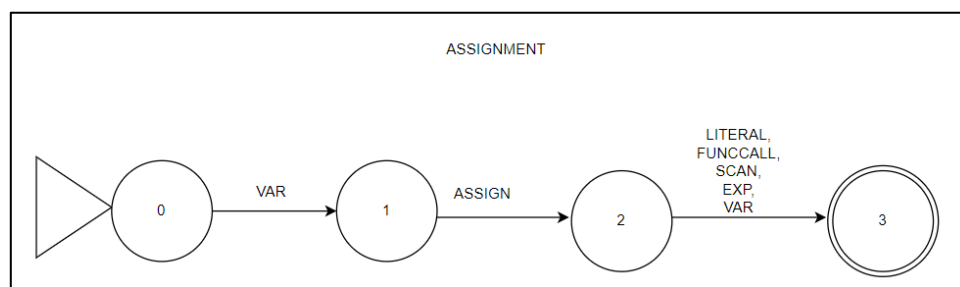 ASSIGNMENT
0
VAR
1
ASSIGN
2
LITERAL,
FUNCCALL,
SCAN,
EXP,
VAR
3